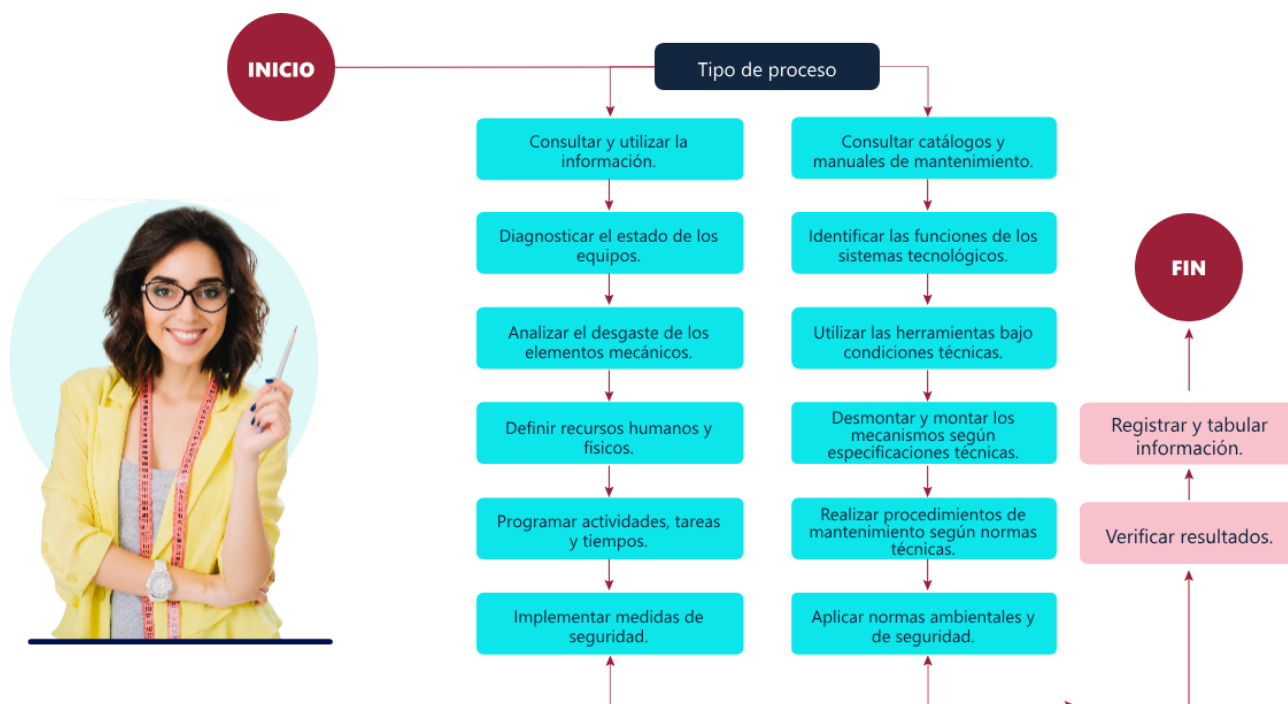 INICIO
Tipo de proceso
Consultar y utilizar la
información.
Diagnosticar el estado de los
equipos.
Analizar el desgaste de los
elementos mecánicos.
Definir recursos humanos y
físicos.
Programar actividades, tareas
y tiempos.
Implementar medidas de
seguridad.
Consultar catálogos y
manuales de mantenimiento.
Identificar las funciones de los
sistemas tecnológicos.
Utilizar las herramientas bajo
condiciones técnicas.
Desmontar y montar los
mecanismos según
especificaciones técnicas.
Realizar procedimientos de
mantenimiento según normas
técnicas.
Aplicar normas ambientales y
de seguridad.
FIN
Registrar y tabular
información.
Verificar resultados.